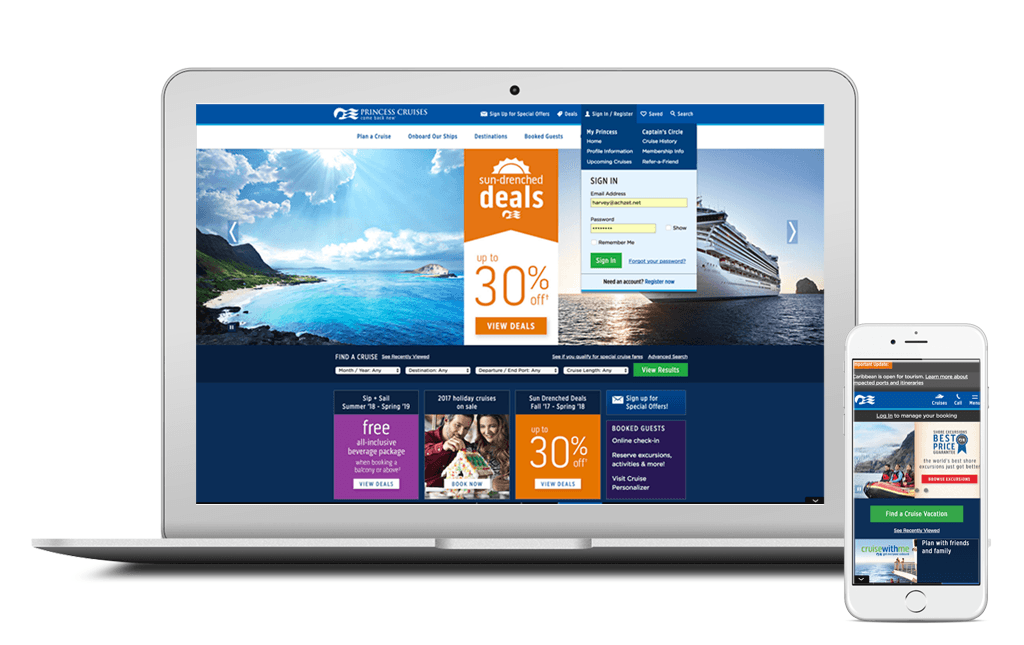 PRINCESS CRUISES
come back new
Sign Up for Special Offers
Deals
Sign In / Register
Saved
Search
Plan a Cruise
Onboard Our Ships
Destinations
Booked Guests
My Princess
Home
Profile Information
Upcoming Cruises
Captain's Circle
Cruise History
Membership Info
Refer-a-Friend
SIGN IN
Email Address
harvey@achzet.net
Password
••••••••
Show
Remember Me
Sign In
Forgot your password?
Need an account? Register now
sun-drenched
deals
up to
30%
off†
VIEW DEALS
FIND A CRUISE
See Recently Viewed
See if you qualify for special cruise fares
Advanced Search
Month / Year: Any
Destination: Any
Departure / End Port: Any
Cruise Length: Any
View Results
Sip + Sail
Summer '18 - Spring '19
free
all-inclusive
beverage package
when booking a
balcony or above†
VIEW DEALS
2017 holiday cruises
on sale
BOOK NOW
Sun Drenched Deals
Fall '17 - Spring '18
up to
30%
off†
VIEW DEALS
Sign up for
Special Offers!
BOOKED GUESTS
Online check-in
Reserve excursions,
activities & more!
Visit Cruise
Personalizer
Important Update
Caribbean is open for tourism. Learn more about
impacted ports and itineraries
Cruises
Call
Menu
Log In to manage your booking
SHORE EXCURSIONS
BEST
PRICE
GUARANTEE
the world's best shore
excursions just got better
BROWSE EXCURSIONS
Find a Cruise Vacation
See Recently Viewed
cruisewithme
Plan with friends
and family